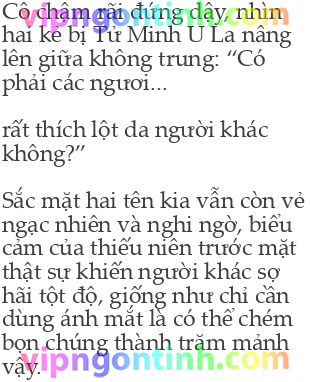 Cô chậm rãi đứng dậy, nhìn
vipngontinh.com
hai kẻ bị Tử Minh U La nâng
lên giữa không trung: “Có
phải các ngươi...
rất thích lột da người khác
không?”
Sắc mặt hai tên kia vẫn còn vẻ
ngạc nhiên và nghi ngờ, biểu
cảm của thiếu niên trước mặt
thật sự khiến người khác sợ
hãi tột độ, giống như chỉ cần
dùng ánh mắt là có thể chém
bọn chúng thành trăm mảnh
vipngontinh.com
vậy.